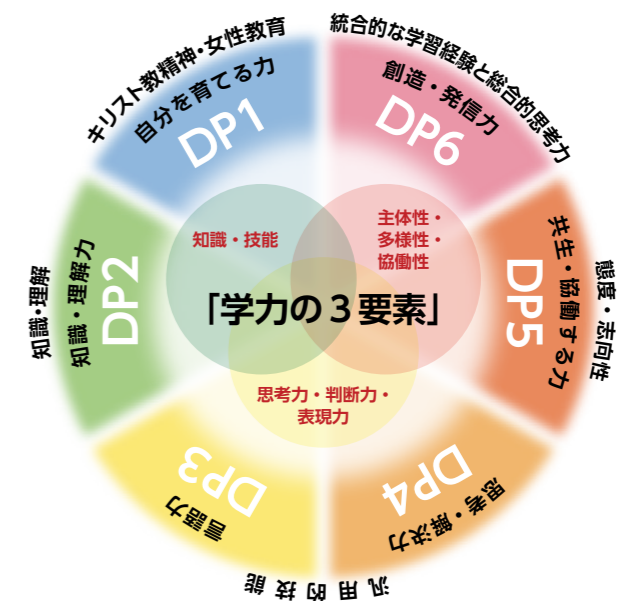 キリスト教精神・女性教育
自分を育てる力
DP1
統合的な学習経験と総合的思考力
創造・発信力
DP6
知識・理解
知識・理解力
DP2
態度・志向性
共生・協働する力
DP5
知識・技能
主体性・
多様性・
協働性
「学力の３要素」
思考力・判断力・
表現力
DP3
言語力
DP4
思考・解決力
汎用的技能